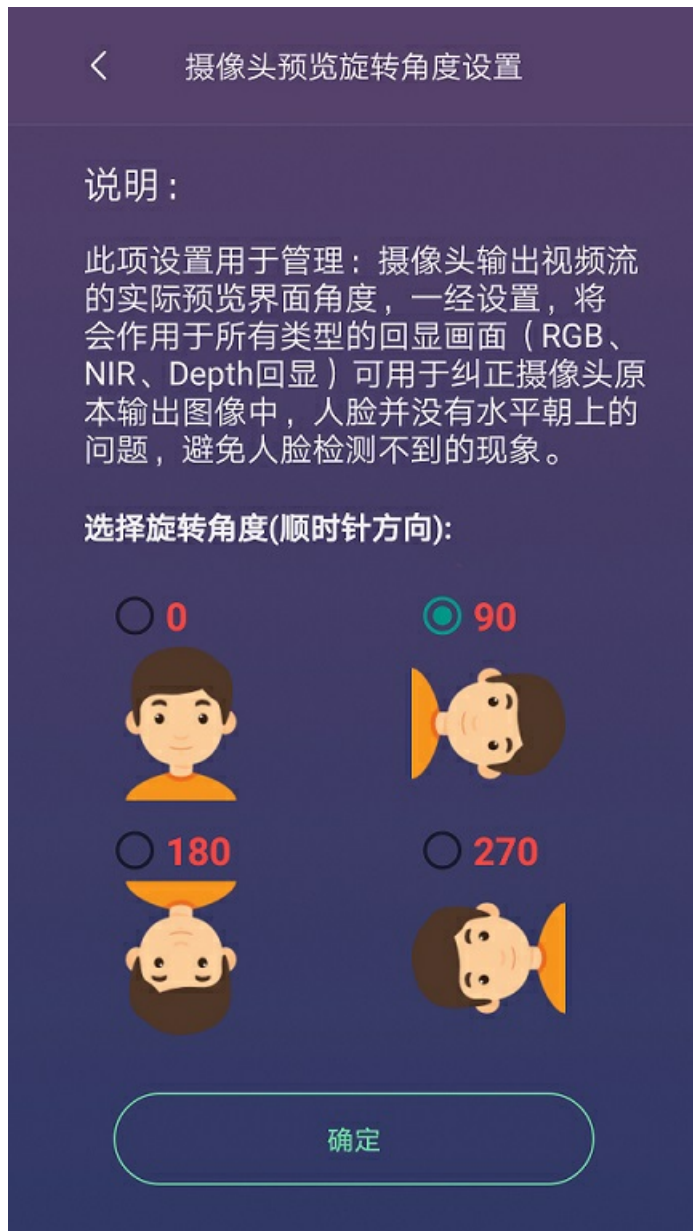 摄像头预览旋转角度设置
说明：
此项设置用于管理：摄像头输出视频流
的实际预览界面角度，一经设置，将
会作用于所有类型的回显画面（RGB、
NIR、Depth回显）可用于纠正摄像头原
本输出图像中，人脸并没有水平朝上的
问题，避免人脸检测不到的现象。
选择旋转角度(顺时针方向):
0
90
180
270
确定